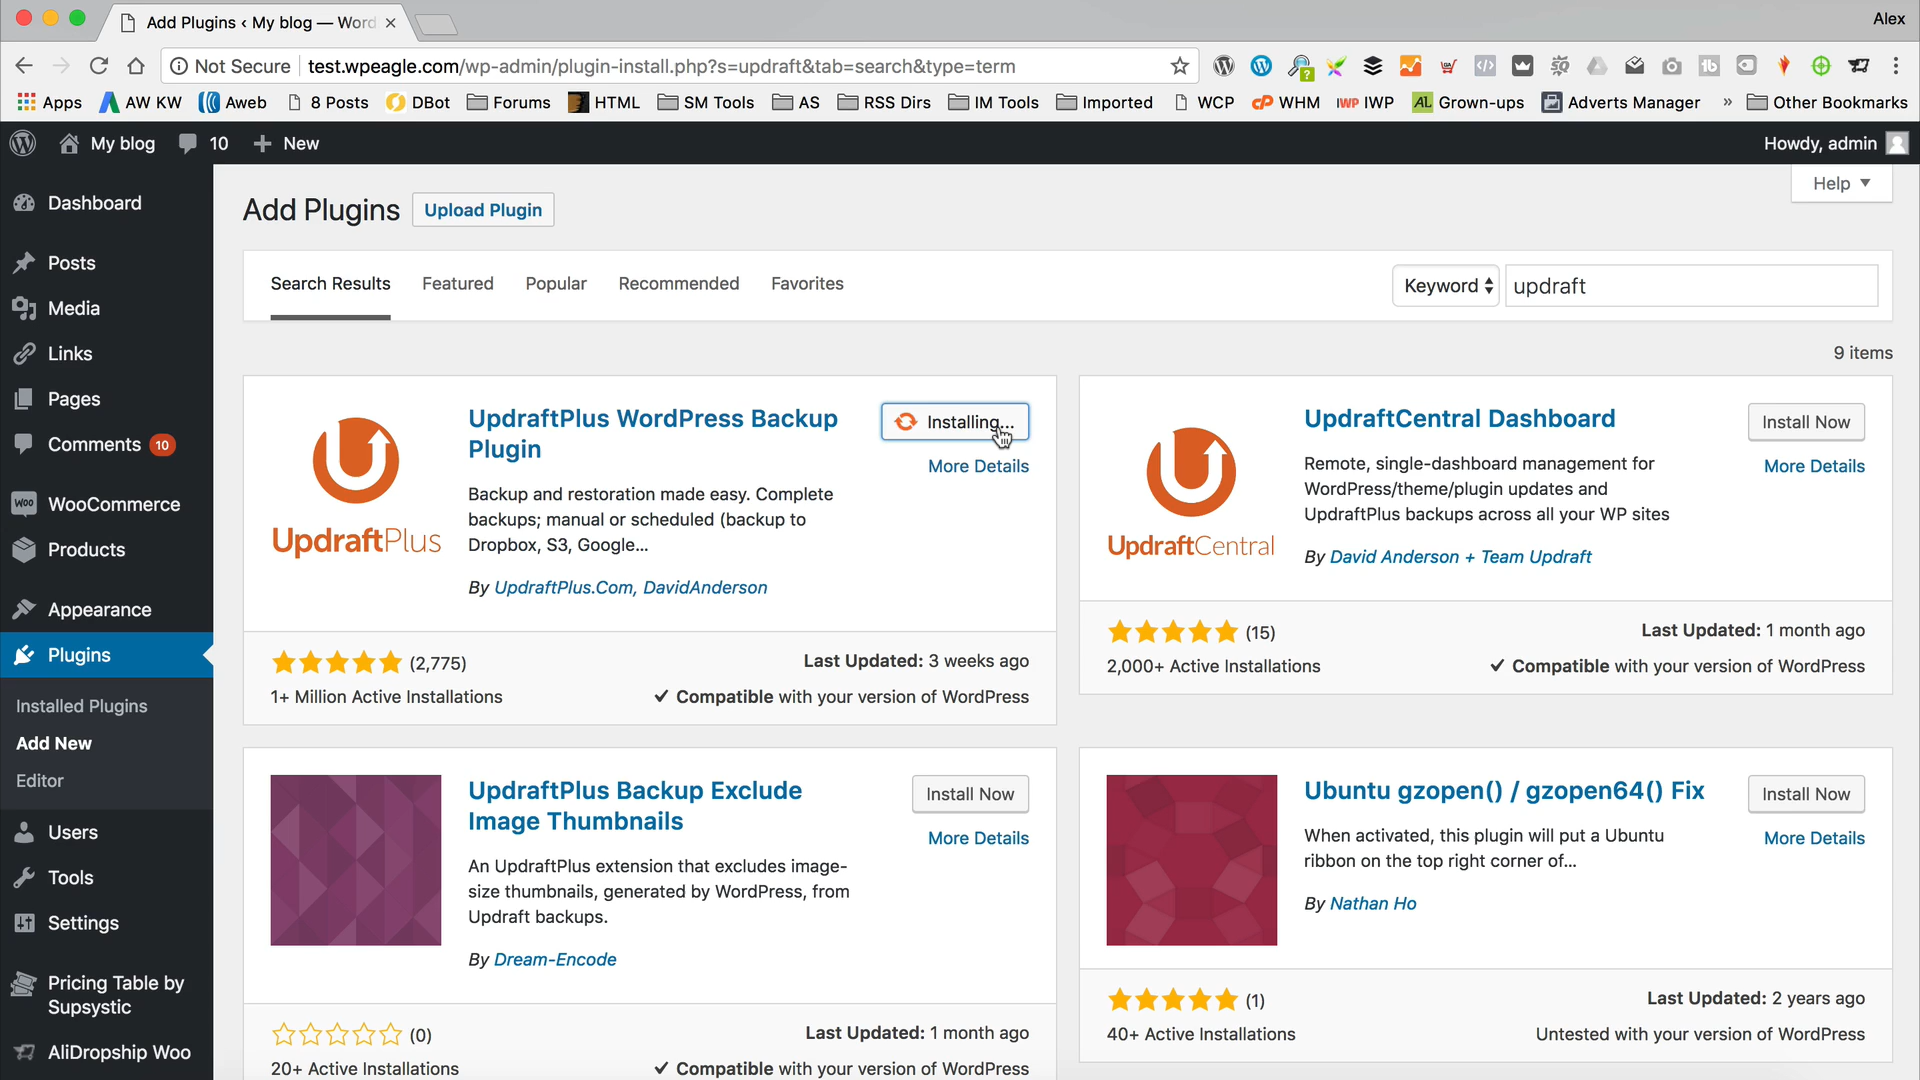 Add Plugins ‹ My blog — Word
Alex
Not Secure
test.wpeagle.com/wp-admin/plugin-install.php?s=updraft&tab=search&type=term
Apps
AW KW
Aweb
8 Posts
DBot
Forums
HTML
SM Tools
AS
RSS Dirs
IM Tools
Imported
WCP
cP WHM
IWP IWP
AL Grown-ups
Adverts Manager
»
Other Bookmarks
My blog
10
New
Howdy, admin
Dashboard
Posts
Media
Links
Pages
Comments 10
WooCommerce
Products
Appearance
Plugins
Installed Plugins
Add New
Editor
Users
Tools
Settings
Pricing Table by
Supsystic
AliDropship Woo
Help
Add Plugins
Upload Plugin
Search Results
Featured
Popular
Recommended
Favorites
Keyword
updraft
9 items
UpdraftPlus
UpdraftPlus WordPress Backup
Plugin
Installing...
More Details
Backup and restoration made easy. Complete
backups; manual or scheduled (backup to
Dropbox, S3, Google...
By UpdraftPlus.Com, DavidAnderson
(2,775)
Last Updated: 3 weeks ago
1+ Million Active Installations
✓ Compatible with your version of WordPress
UpdraftCentral
UpdraftCentral Dashboard
Install Now
More Details
Remote, single-dashboard management for
WordPress/theme/plugin updates and
UpdraftPlus backups across all your WP sites
By David Anderson + Team Updraft
(15)
Last Updated: 1 month ago
2,000+ Active Installations
✓ Compatible with your version of WordPress
UpdraftPlus Backup Exclude
Image Thumbnails
Install Now
More Details
An UpdraftPlus extension that excludes image-
size thumbnails, generated by WordPress, from
Updraft backups.
By Dream-Encode
(0)
Last Updated: 1 month ago
20+ Active Installations
✓ Compatible with your version of WordPress
Ubuntu gzopen() / gzopen64() Fix
Install Now
More Details
When activated, this plugin will put a Ubuntu
ribbon on the top right corner of...
By Nathan Ho
(1)
Last Updated: 2 years ago
40+ Active Installations
Untested with your version of WordPress